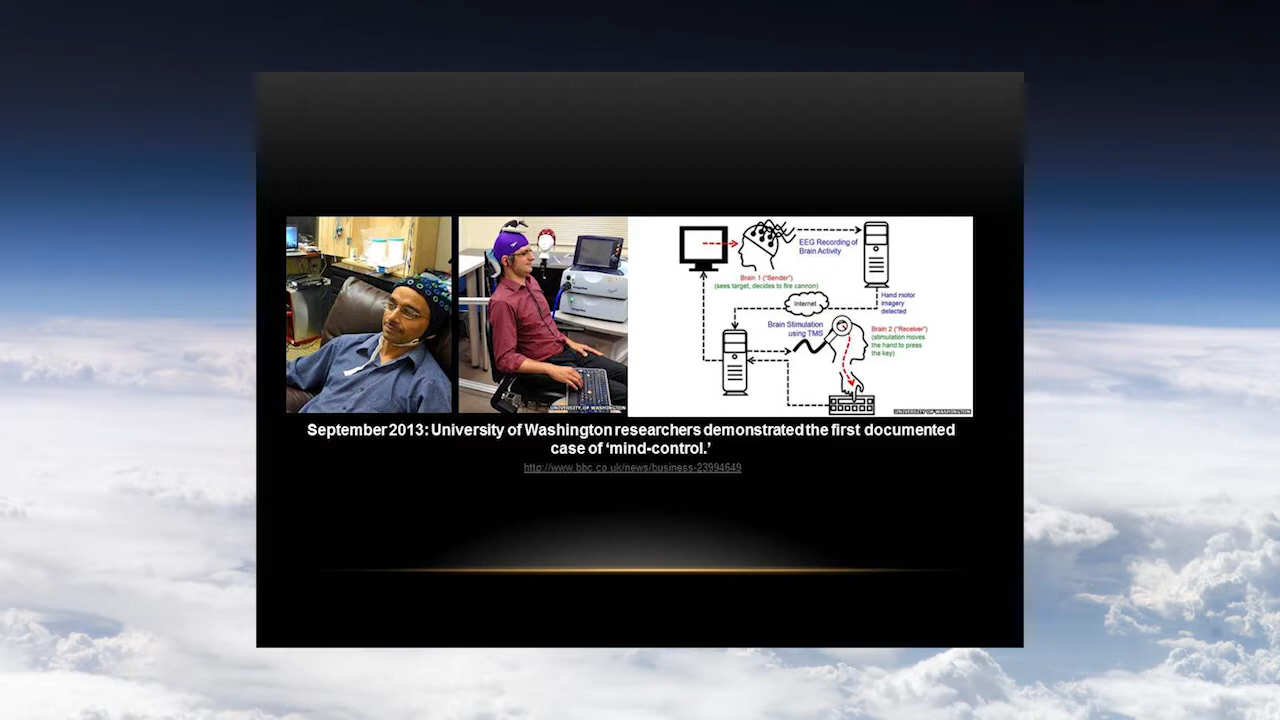 EEG Recording of
Brain Activity
Brain 1 ("Sender")
(sees target, decides to fire cannon)
Internet
Hand motor
imagery
detected
Brain Stimulation
using TMS
Brain 2 ("Receiver")
(stimulation moves
the hand to press
the key)
UNIVERSITY OF WASHINGTON
UNIVERSITY OF WASHINGTON
September 2013: University of Washington researchers demonstrated the first documented
case of ‘mind-control.’
http://www.bbc.co.uk/news/business-23994649